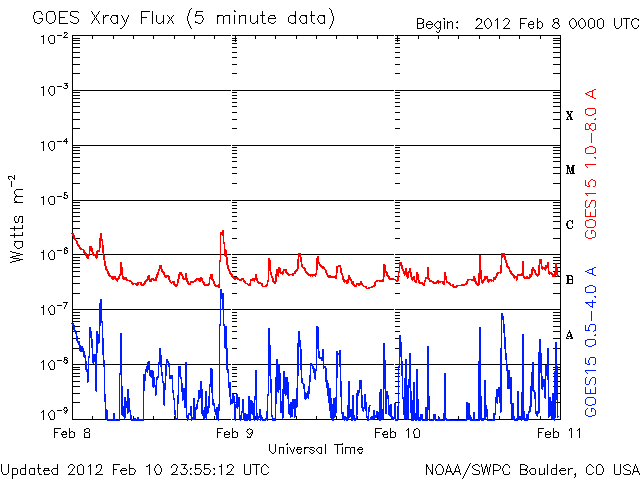 GOES Xray Flux (5 minute data)
Begin: 2012 Feb 8 0000 UTC
10-2
10-3
10-4
10-5
10-6
10-7
10-8
10-9
Watts m-2
X
M
C
B
A
GOES15 1.0-8.0 A
GOES15 0.5-4.0 A
Feb 8
Feb 9
Feb 10
Feb 11
Universal Time
Updated 2012 Feb 10 23:55:12 UTC
NOAA/SWPC Boulder, CO USA